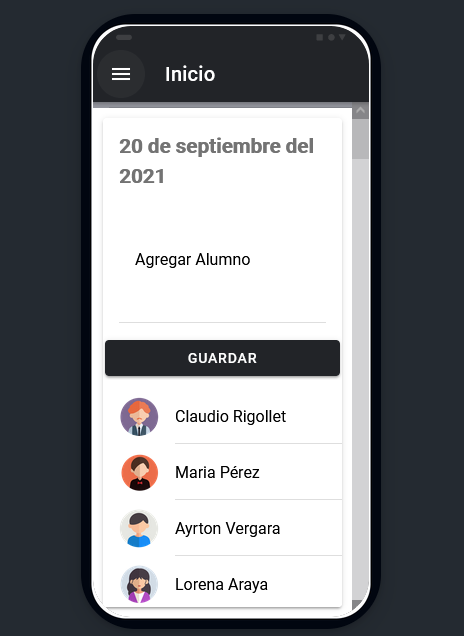 Inicio
20 de septiembre del
2021
Agregar Alumno
GUARDAR
Claudio Rigollet
Maria Pérez
Ayrton Vergara
Lorena Araya